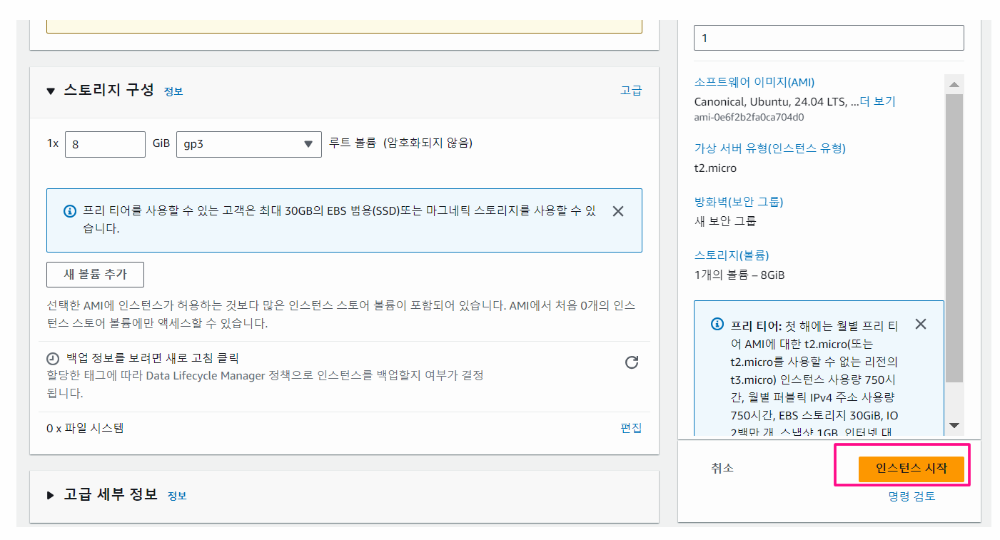 스토리지 구성 정보
고급
1x 8 GiB gp3 루트 볼륨 (암호화되지 않음)
프리 티어를 사용할 수 있는 고객은 최대 30GB의 EBS 범용(SSD)또는 마그네틱 스토리지를 사용할 수 있
습니다.
새 볼륨 추가
선택한 AMI에 인스턴스가 허용하는 것보다 많은 인스턴스 스토어 볼륨이 포함되어 있습니다. AMI에서 처음 0개의 인스
턴스 스토어 볼륨에만 액세스할 수 있습니다.
백업 정보를 보려면 새로 고침 클릭
할당한 태그에 따라 Data Lifecycle Manager 정책으로 인스턴스를 백업할지 여부가 결정
됩니다.
0 x 파일 시스템
편집
고급 세부 정보 정보
1
소프트웨어 이미지(AMI)
Canonical, Ubuntu, 24.04 LTS, ...더 보기
ami-0e6f2b2fa0ca704d0
가상 서버 유형(인스턴스 유형)
t2.micro
방화벽(보안 그룹)
새 보안 그룹
스토리지(볼륨)
1개의 볼륨 – 8GiB
프리 티어: 첫 해에는 월별 프리 티
어 AMI에 대한 t2.micro(또는
t2.micro를 사용할 수 없는 리전의
t3.micro) 인스턴스 사용량 750시
간, 월별 퍼블릭 IPv4 주소 사용량
750시간, EBS 스토리지 30GiB, IO
2백만 개, 스냅샷 1GB, 인터넷 대
취소
인스턴스 시작
명령 검토